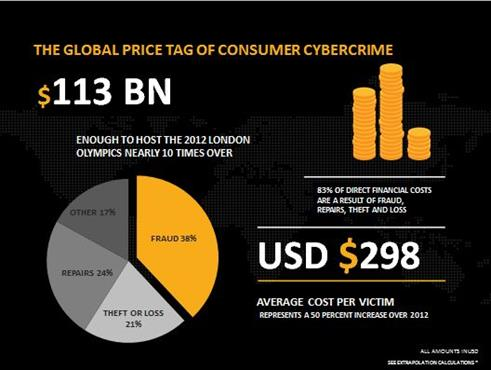 THE GLOBAL PRICE TAG OF CONSUMER CYBERCRIME
$113 BN
ENOUGH TO HOST THE 2012 LONDON
OLYMPICS NEARLY 10 TIMES OVER
OTHER 17%
FRAUD 38%
REPAIRS 24%
THEFT OR LOSS
21%
83% OF DIRECT FINANCIAL COSTS
ARE A RESULT OF FRAUD,
REPAIRS, THEFT AND LOSS
USD $298
AVERAGE COST PER VICTIM
REPRESENTS A 50 PERCENT INCREASE OVER 2012
ALL AMOUNTS IN USD
SEE EXTRAPOLATION CALCULATIONS *